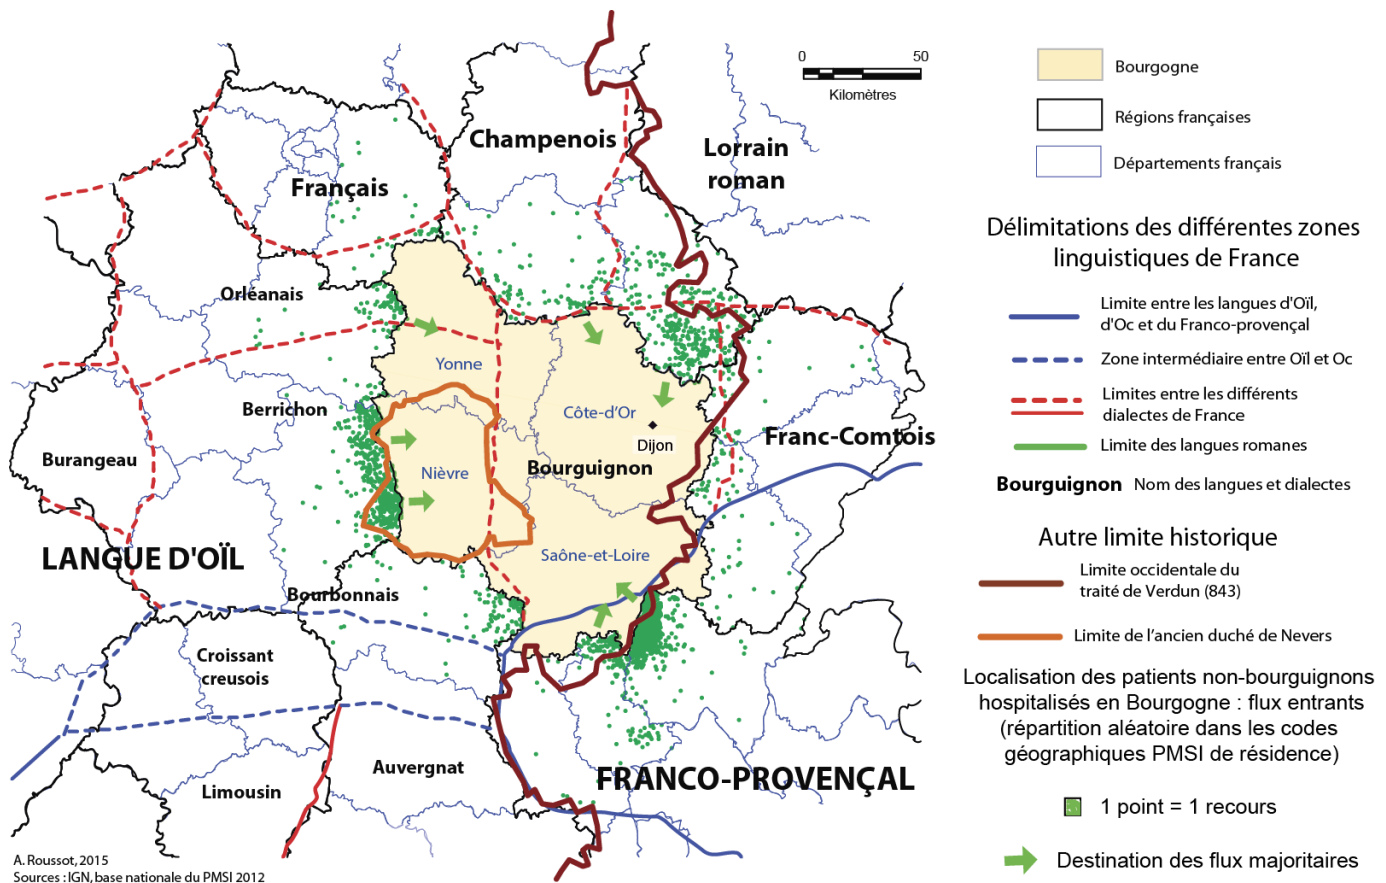 0 50
Kilomètres
Champenois
Lorrain
roman
Français
Orléanais
Yonne
Berrichon
Côte-d'Or
Dijon
Franc-Comtois
Burangeau
Nièvre
Bourguignon
LANGUE D'OÏL
Saône-et-Loire
Bourbonnais
Croissant
creusois
Auvergnat
FRANCO-PROVENÇAL
Limousin
A. Roussot, 2015
Sources : IGN, base nationale du PMSI 2012
Bourgogne
Régions françaises
Départements français
Délimitations des différentes zones
linguistiques de France
Limite entre les langues d'Oïl,
d'Oc et du Franco-provençal
Zone intermédiaire entre Oïl et Oc
Limites entre les différents
dialectes de France
Limite des langues romanes
Bourguignon Nom des langues et dialectes
Autre limite historique
Limite occidentale du
traité de Verdun (843)
Limite de l'ancien duché de Nevers
Localisation des patients non-bourguignons
hospitalisés en Bourgogne : flux entrants
(répartition aléatoire dans les codes
géographiques PMSI de résidence)
1 point = 1 recours
Destination des flux majoritaires